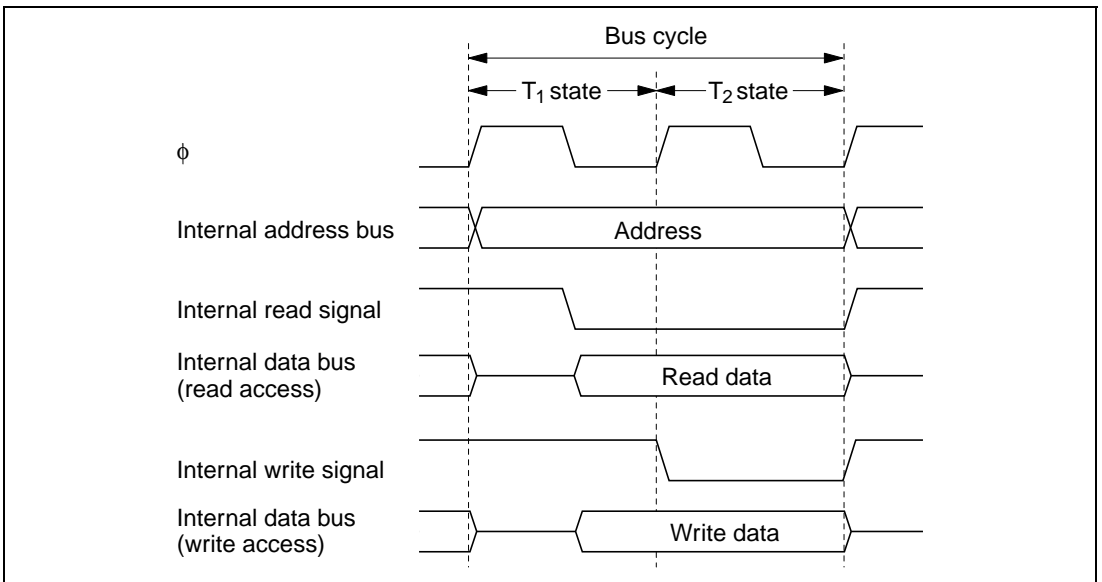 Bus cycle
T₁ state
T₂ state
φ
Internal address bus
Address
Internal read signal
Internal data bus
(read access)
Read data
Internal write signal
Internal data bus
(write access)
Write data